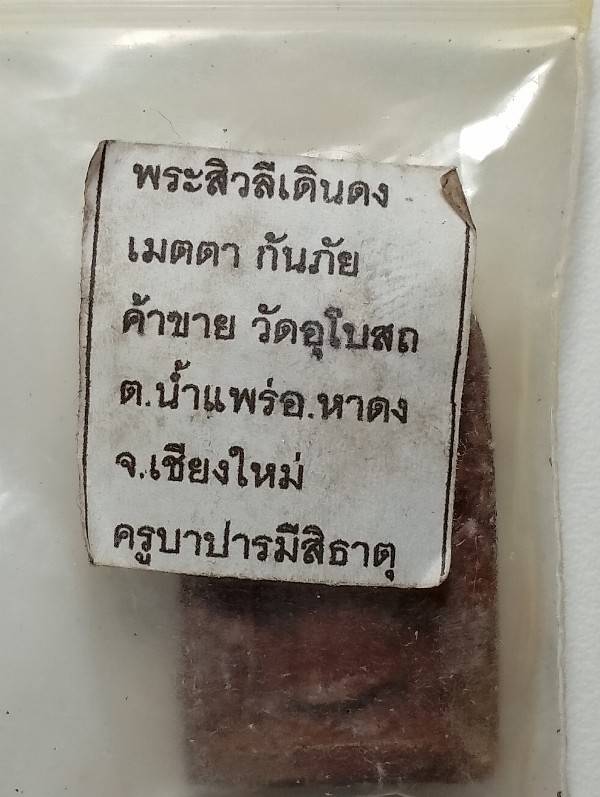 พระสิวลีเดินดง
เมตตา กันภัย
ค้าขาย วัดอุโบสถ
ต.น้ำแพร่อ.หาดง
จ.เชียงใหม่
ครูบาปารมีสิธาตุ